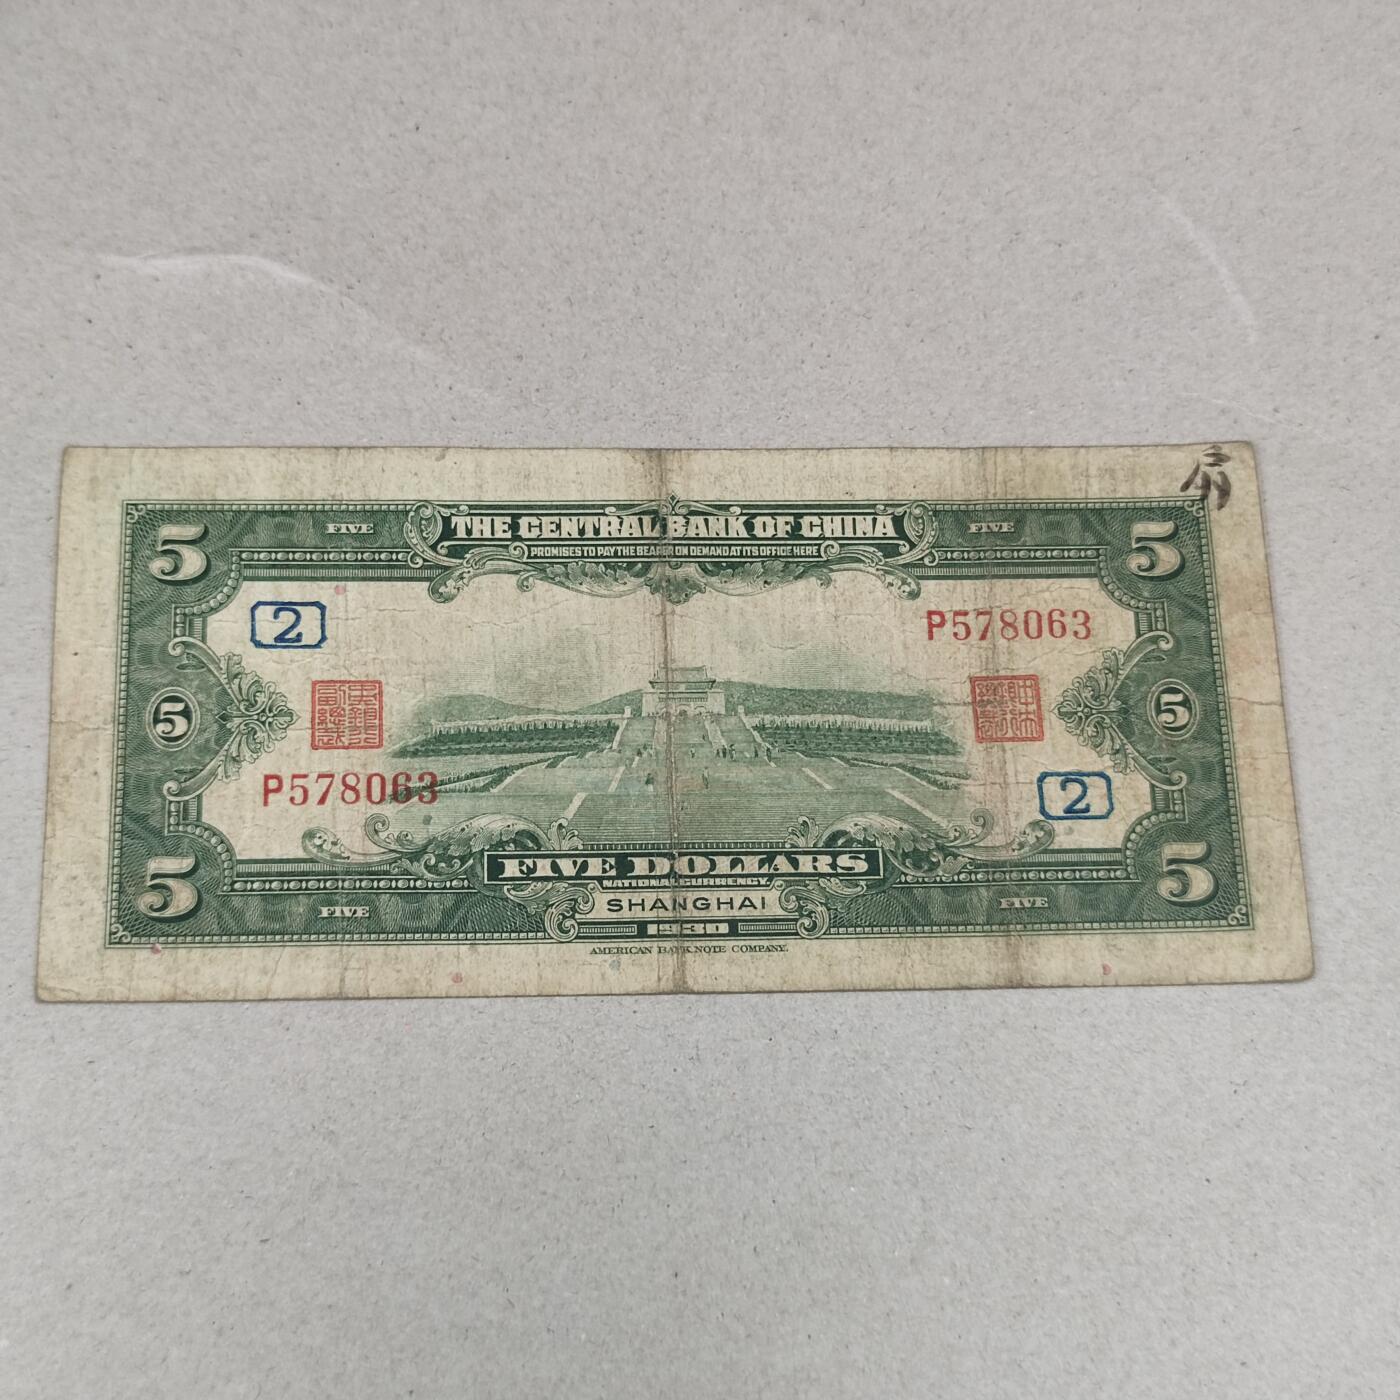 5 FIVE THE CENTRAL BANK OF CHINA FIVE 5
PROMISES TO PAY THE BEARER ON DEMAND AT ITS OFFICE HERE
2 P578063
5 5
P578063 2
5 FIVE DOLLARS 5
NATIONAL CURRENCY
FIVE SHANGHAI FIVE
1930
AMERICAN BANK NOTE COMPANY.